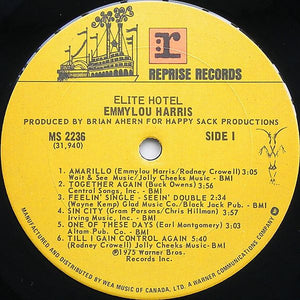 r
REPRISE RECORDS
ELITE HOTEL
EMMYLOU HARRIS
PRODUCED BY BRIAN AHERN FOR HAPPY SACK PRODUCTIONS
MS 2236
(31,940)
SIDE 1
1. AMARILLO (Emmylou Harris/Rodney Crowell) 3:05
Wait & See Music/Jolly Cheeks Music - BMI
2. TOGETHER AGAIN (Buck Owens) 3:56
Central Songs, Inc. - BMI
3. FEELIN' SINGLE - SEEIN' DOUBLE 2:34
(Wayne Kemp) Glad Music Co./Black Jack Pub. - BMI
4. SIN CITY (Gram Parsons/Chris Hillman) 3:57
Irving Music, Inc. - BMI
5. ONE OF THESE DAYS (Earl Montgomery) 3:03
Altam Pub. Co. - BMI
6. TILL I GAIN CONTROL AGAIN 5:40
(Rodney Crowell) Jolly Cheeks Music - BMI
℗1975 Warner Bros.
Records Inc.
MANUFACTURED AND DISTRIBUTED BY WEA MUSIC OF CANADA, LTD. A WARNER COMMUNICATIONS COMPANY